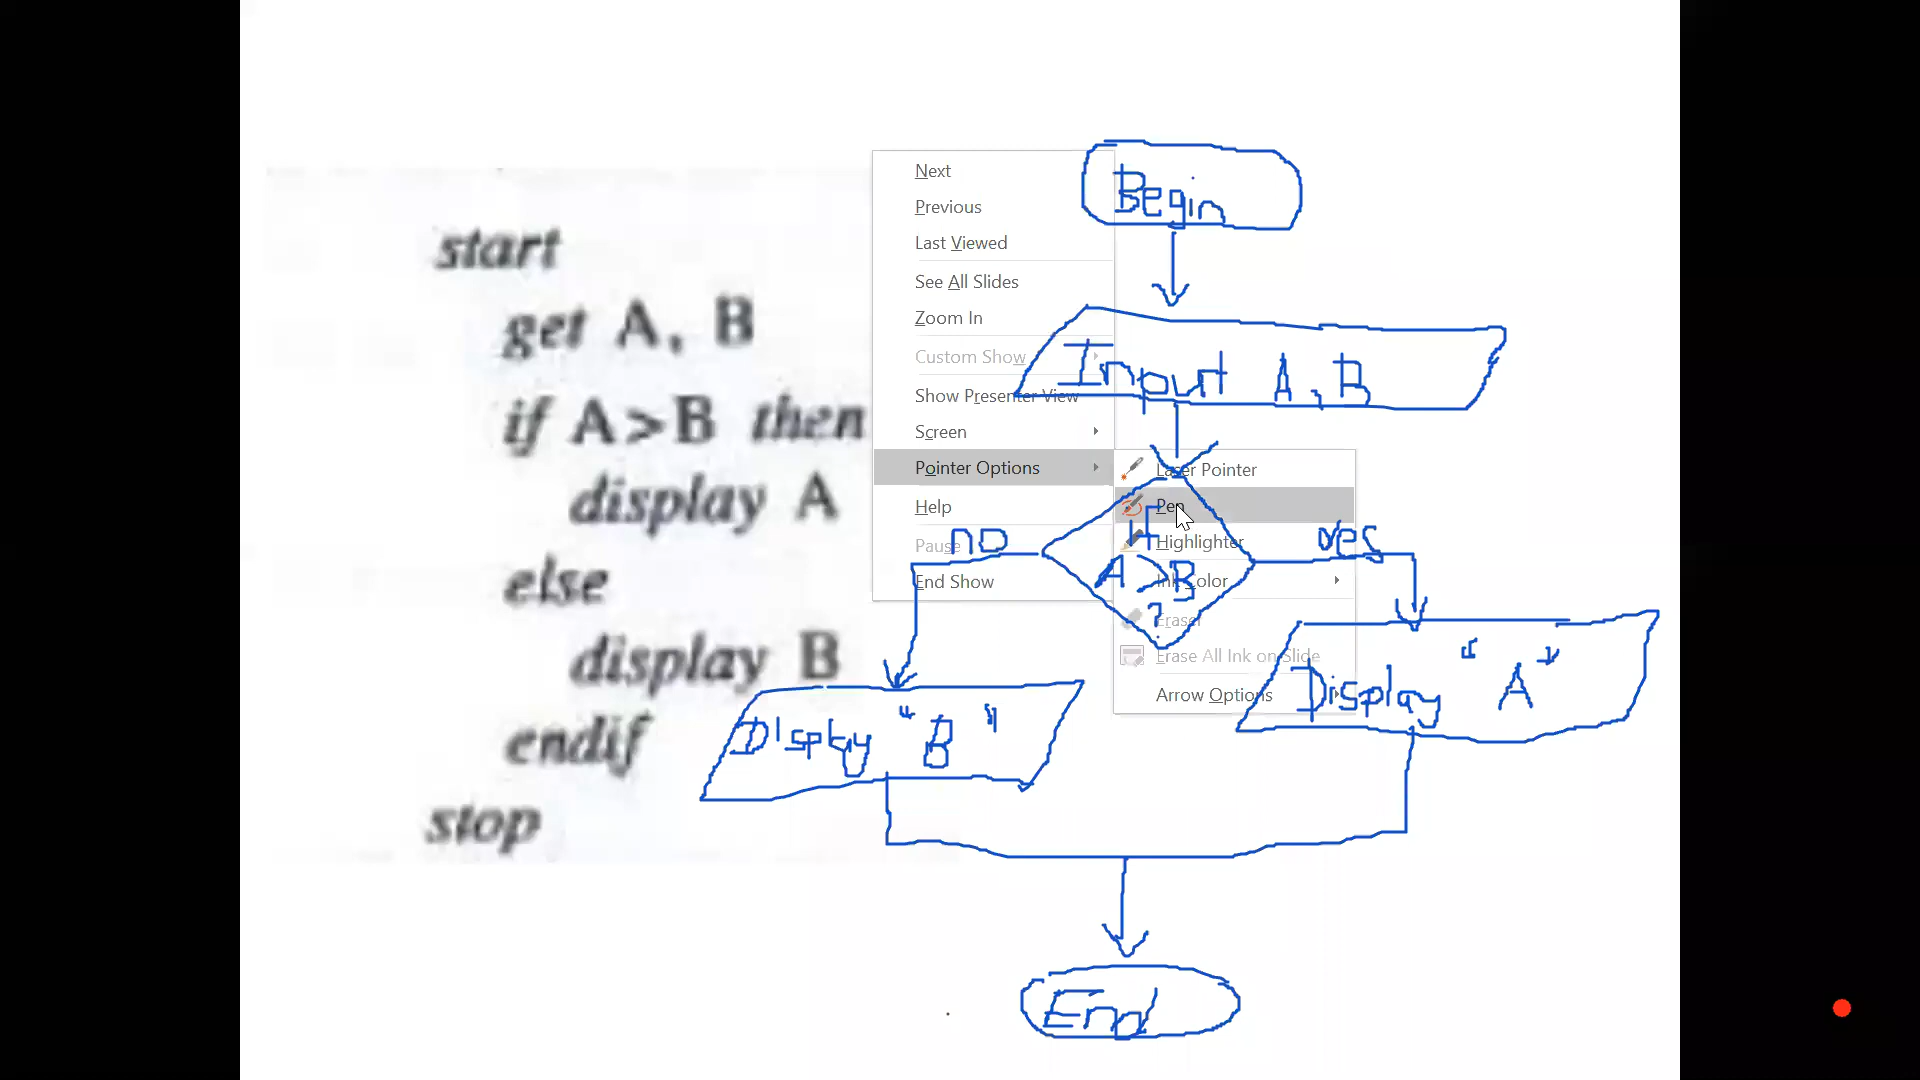 start
get A, B
if A>B then
display A
else
display B
endif
stop
Next
Previous
Last Viewed
See All Slides
Zoom In
Custom Show
Show Presenter View
Screen
Pointer Options
Help
Pause
End Show
Laser Pointer
Pen
Highlighter
Ink Color
Eraser
Erase All Ink on Slide
Arrow Options
Begin
Input A, B
If
A>B
?
no
yes
Display "B"
Display "A"
End